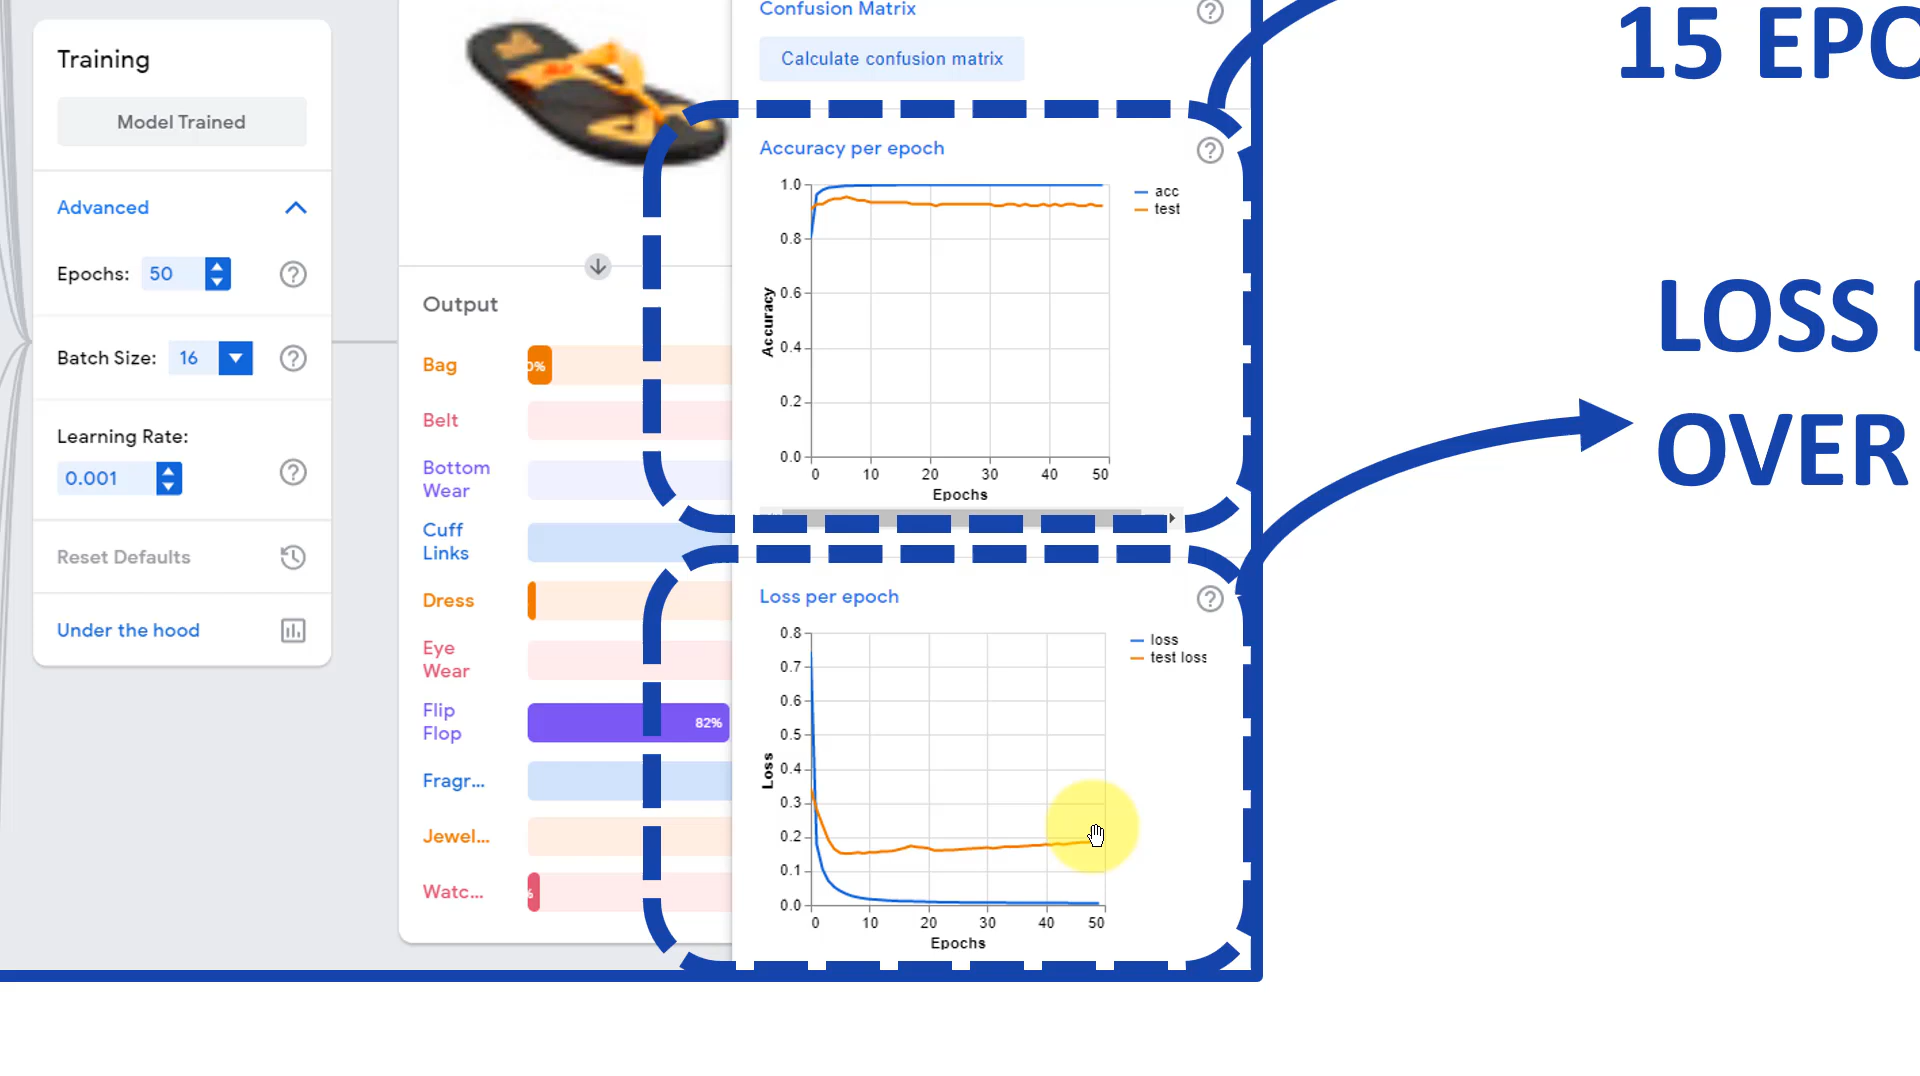 Training
Model Trained
Advanced
Epochs: 50
Batch Size: 16
Learning Rate:
0.001
Reset Defaults
Under the hood
Output
Bag
0%
Belt
Bottom
Wear
Cuff
Links
Dress
Eye
Wear
Flip
Flop
82%
Fragr...
Jewel...
Watc...
%
Confusion Matrix
Calculate confusion matrix
Accuracy per epoch
1.0
0.8
0.6
0.4
0.2
0.0
Accuracy
0 10 20 30 40 50
Epochs
acc
test
Loss per epoch
0.8
0.7
0.6
0.5
0.4
0.3
0.2
0.1
0.0
Loss
0 10 20 30 40 50
Epochs
loss
test loss
15 EPO
LOSS
OVER